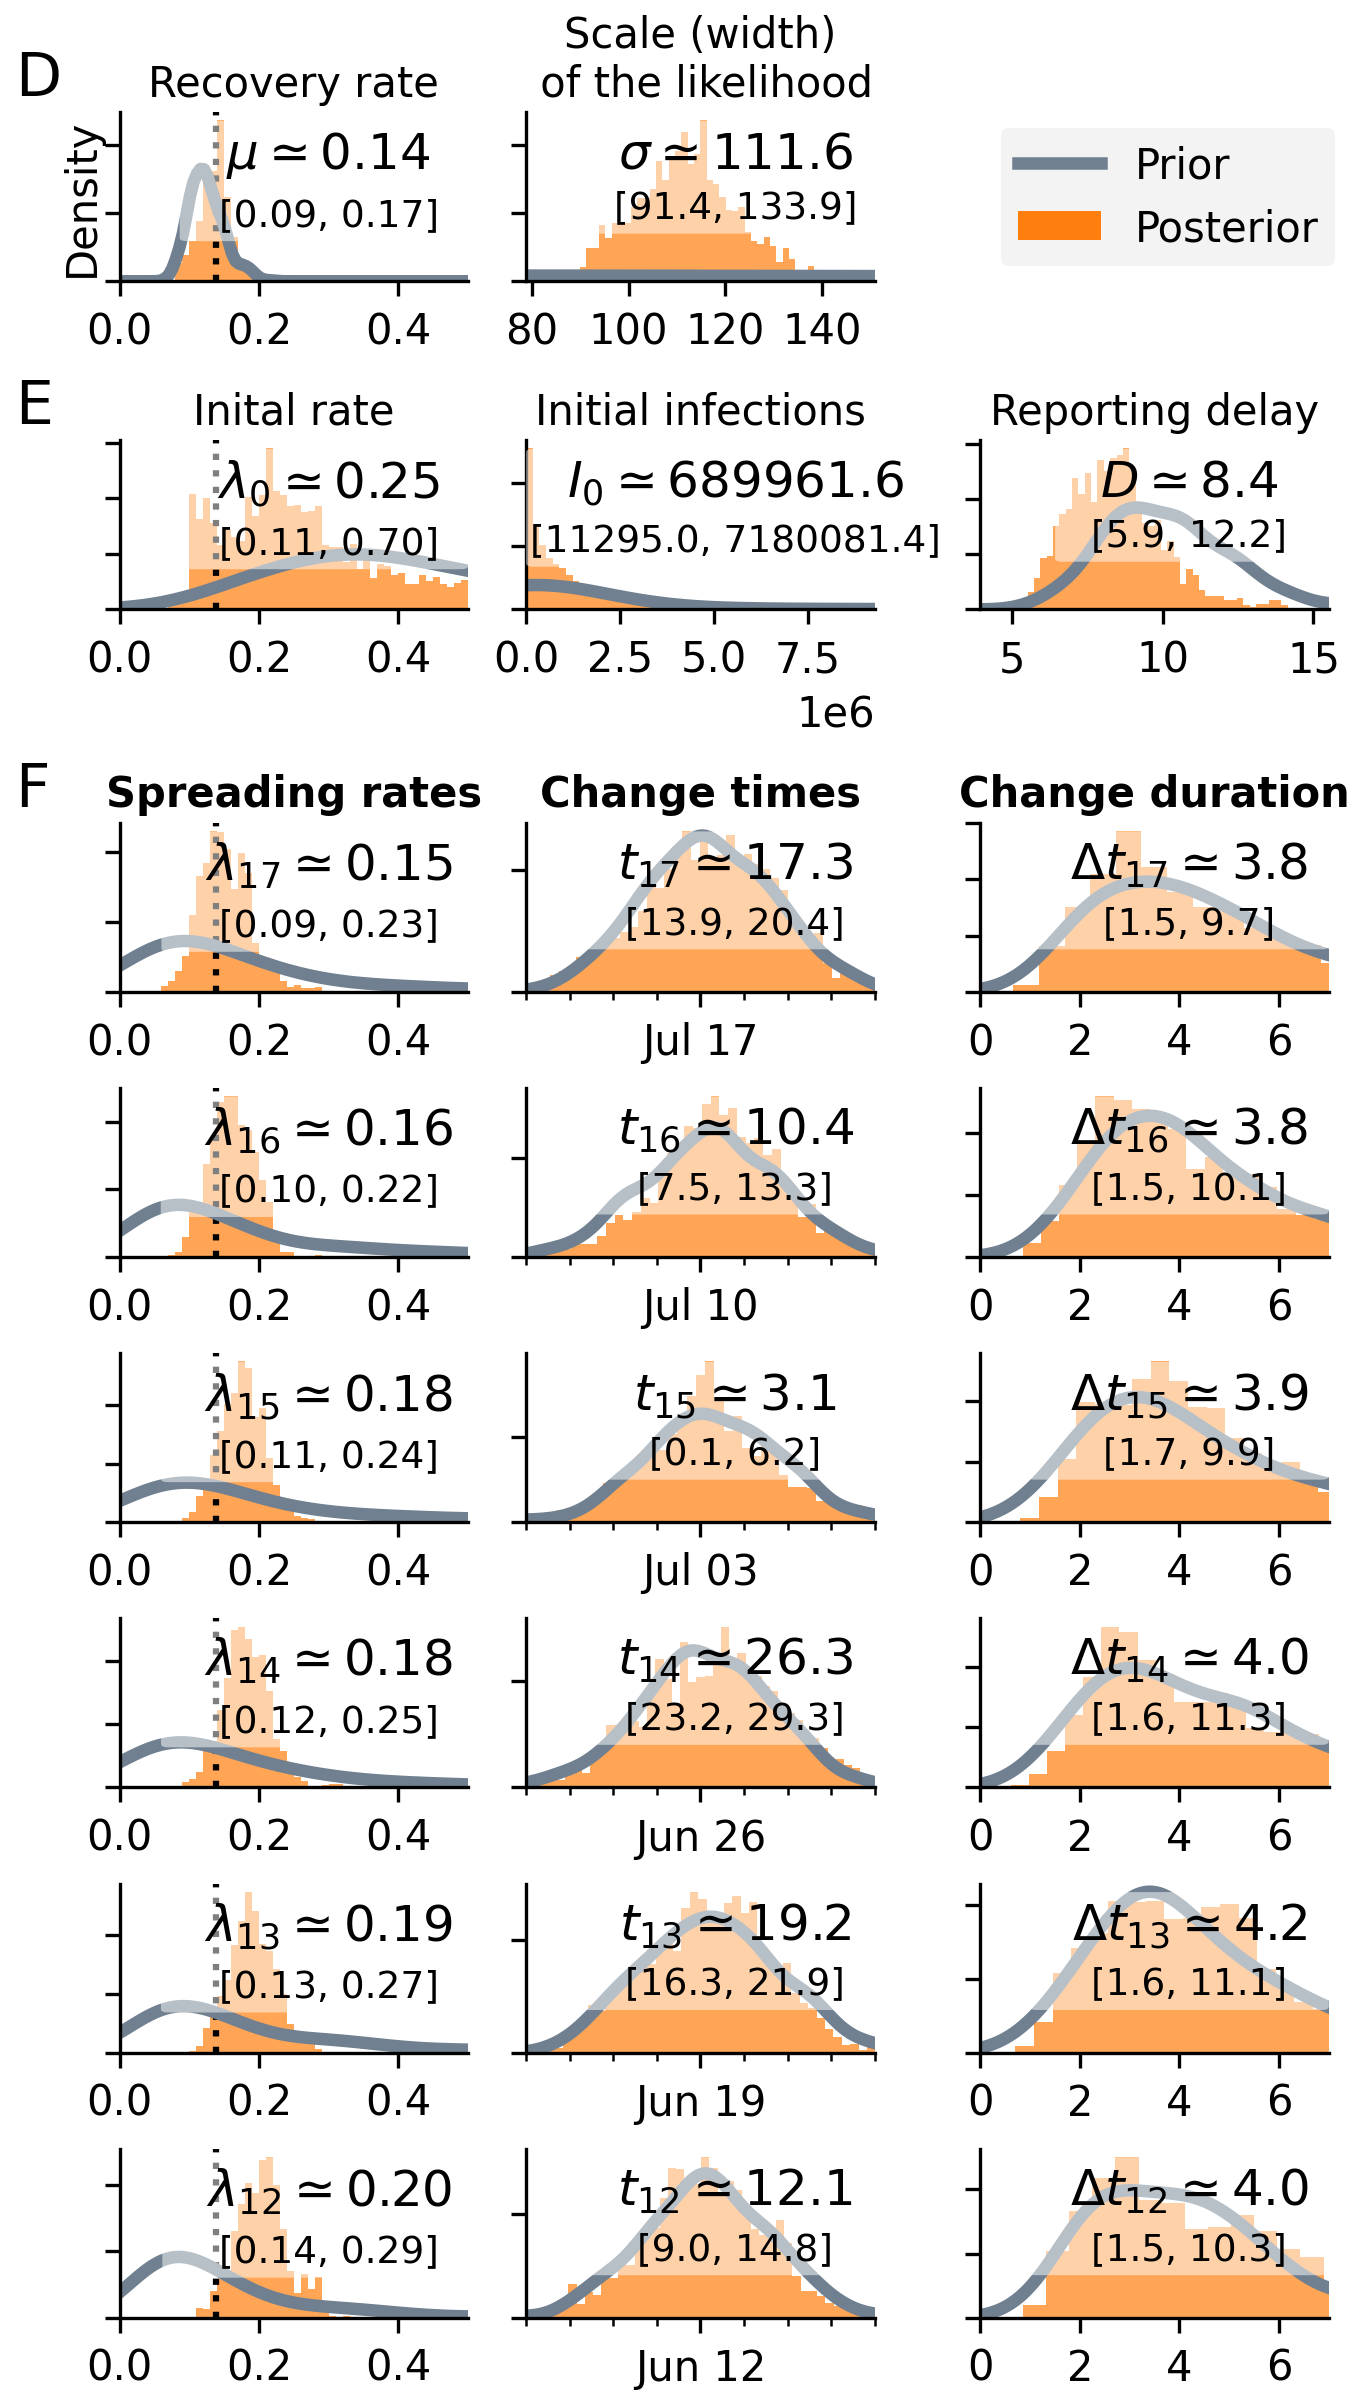 D
Recovery rate
Scale (width)
of the likelihood
Density
μ ≃ 0.14
[0.09, 0.17]
0.0 0.2 0.4
σ ≃ 111.6
[91.4, 133.9]
80 100 120 140
Prior
Posterior
E
Inital rate
λ0 ≃ 0.25
[0.11, 0.70]
0.0 0.2 0.4
Initial infections
I0 ≃ 689961.6
[11295.0, 7180081.4]
0.0 2.5 5.0 7.5
1e6
Reporting delay
D ≃ 8.4
[5.9, 12.2]
5 10 15
F
Spreading rates
Change times
Change duration
λ17 ≃ 0.15
[0.09, 0.23]
0.0 0.2 0.4
t17 ≃ 17.3
[13.9, 20.4]
Jul 17
Δt17 ≃ 3.8
[1.5, 9.7]
0 2 4 6
λ16 ≃ 0.16
[0.10, 0.22]
0.0 0.2 0.4
t16 ≃ 10.4
[7.5, 13.3]
Jul 10
Δt16 ≃ 3.8
[1.5, 10.1]
0 2 4 6
λ15 ≃ 0.18
[0.11, 0.24]
0.0 0.2 0.4
t15 ≃ 3.1
[0.1, 6.2]
Jul 03
Δt15 ≃ 3.9
[1.7, 9.9]
0 2 4 6
λ14 ≃ 0.18
[0.12, 0.25]
0.0 0.2 0.4
t14 ≃ 26.3
[23.2, 29.3]
Jun 26
Δt14 ≃ 4.0
[1.6, 11.3]
0 2 4 6
λ13 ≃ 0.19
[0.13, 0.27]
0.0 0.2 0.4
t13 ≃ 19.2
[16.3, 21.9]
Jun 19
Δt13 ≃ 4.2
[1.6, 11.1]
0 2 4 6
λ12 ≃ 0.20
[0.14, 0.29]
0.0 0.2 0.4
t12 ≃ 12.1
[9.0, 14.8]
Jun 12
Δt12 ≃ 4.0
[1.5, 10.3]
0 2 4 6